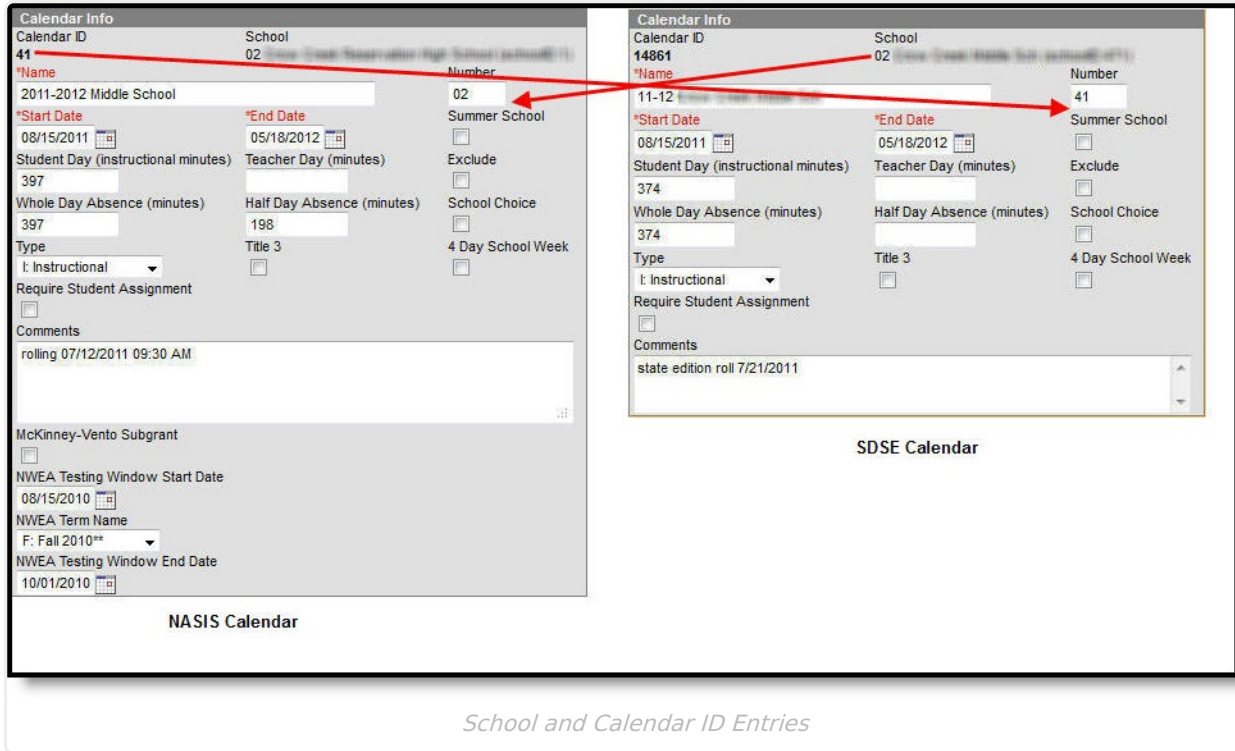 Calendar Info
Calendar ID School
41 02
*Name Number
2011-2012 Middle School 02
*Start Date *End Date Summer School
08/15/2011 05/18/2012
Student Day (instructional minutes) Teacher Day (minutes) Exclude
397
Whole Day Absence (minutes) Half Day Absence (minutes) School Choice
397 198
Type Title 3 4 Day School Week
I: Instructional
Require Student Assignment
Comments
rolling 07/12/2011 09:30 AM
McKinney-Vento Subgrant
NWEA Testing Window Start Date
08/15/2010
NWEA Term Name
F: Fall 2010**
NWEA Testing Window End Date
10/01/2010
NASIS Calendar
Calendar Info
Calendar ID School
14861 02
*Name Number
11-12 41
*Start Date *End Date Summer School
08/15/2011 05/18/2012
Student Day (instructional minutes) Teacher Day (minutes) Exclude
374
Whole Day Absence (minutes) Half Day Absence (minutes) School Choice
374
Type Title 3 4 Day School Week
I: Instructional
Require Student Assignment
Comments
state edition roll 7/21/2011
SDSE Calendar
School and Calendar ID Entries